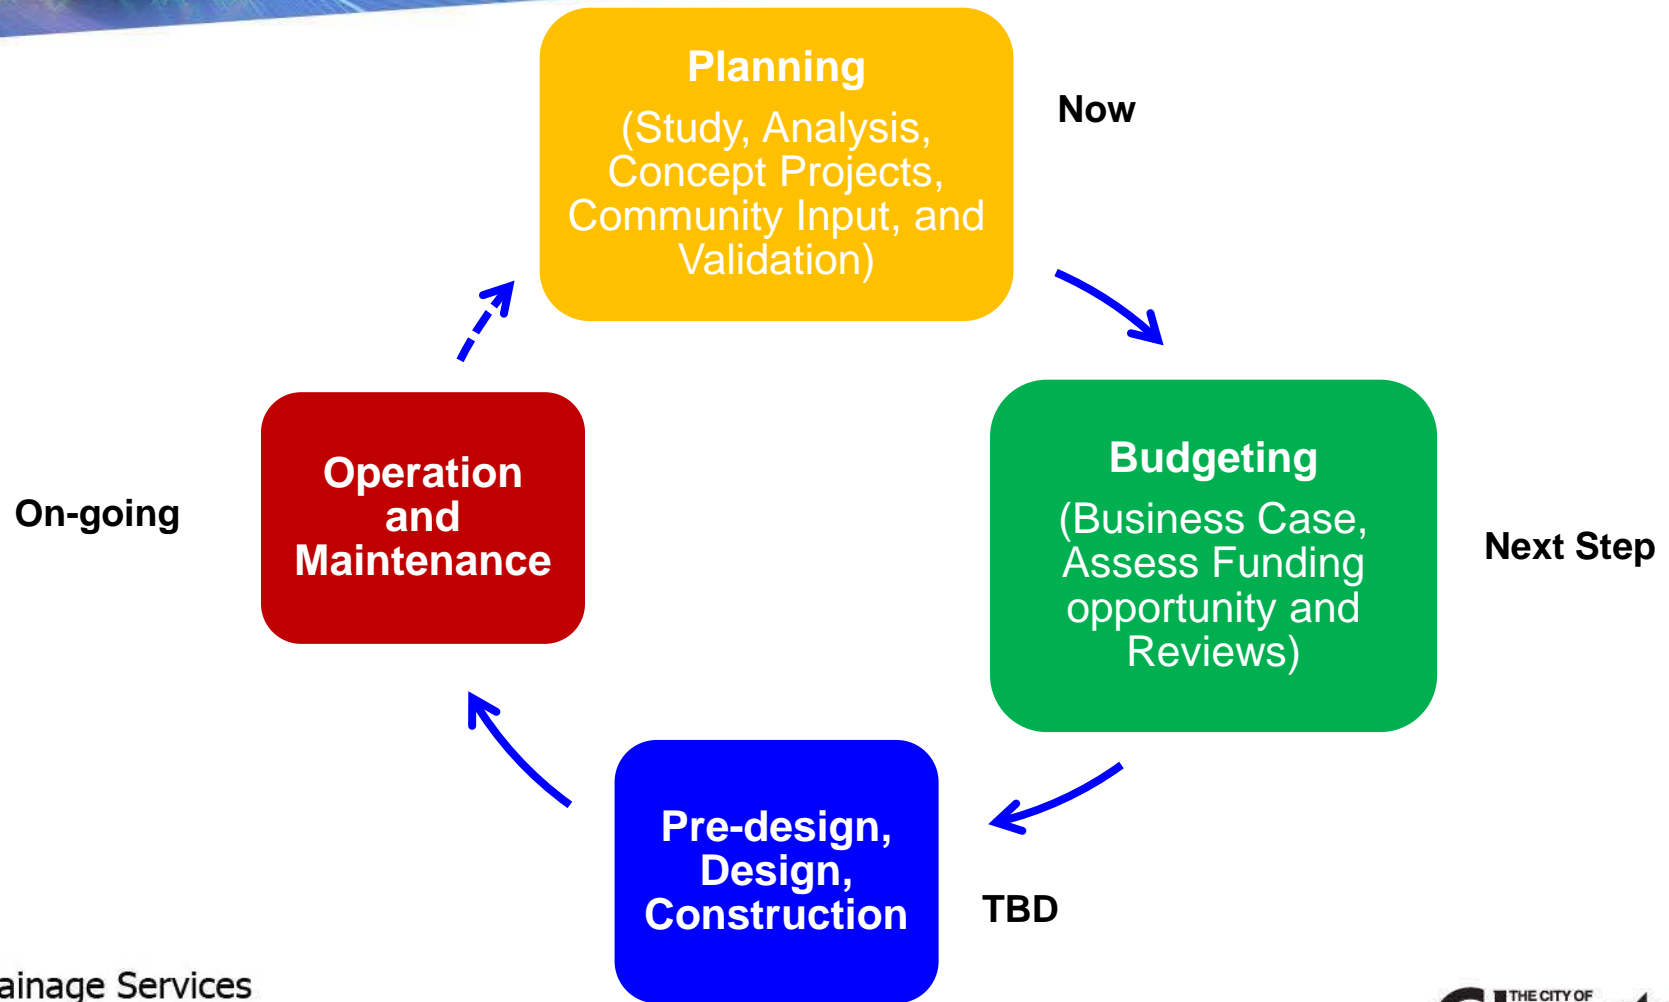 Planning
(Study, Analysis,
Concept Projects,
Community Input, and
Validation)
Now
Budgeting
(Business Case,
Assess Funding
opportunity and
Reviews)
Next Step
Operation
and
Maintenance
On-going
Pre-design,
Design,
Construction
TBD
ainage Services
THE CITY OF